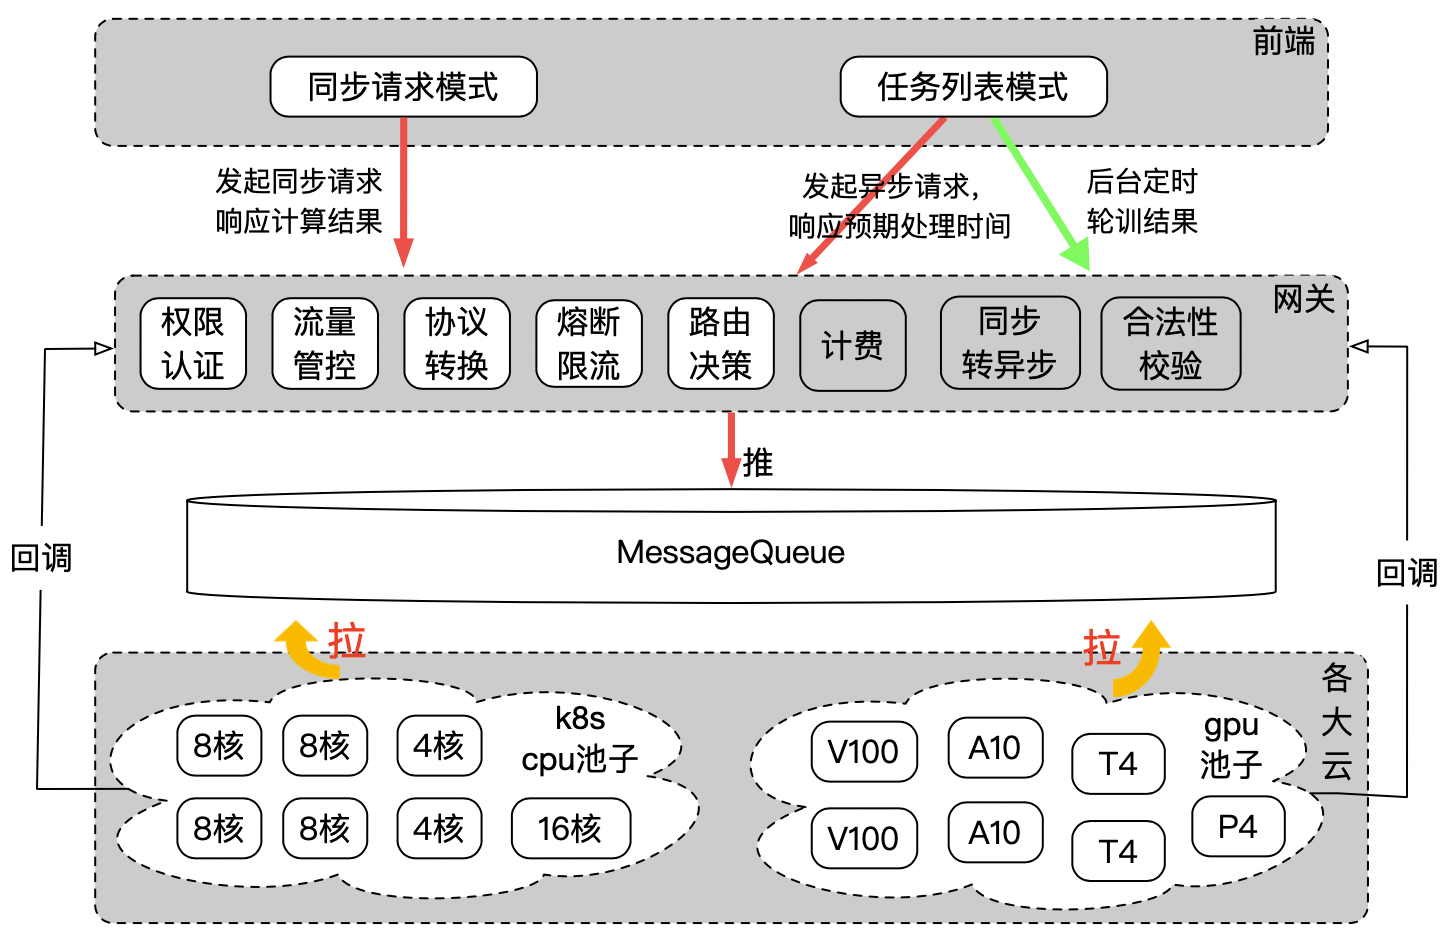 前端
同步请求模式
任务列表模式
发起同步请求
响应计算结果
发起异步请求,
响应预期处理时间
后台定时
轮训结果
网关
权限
认证
流量
管控
协议
转换
熔断
限流
路由
决策
计费
同步
转异步
合法性
校验
推
MessageQueue
回调
回调
拉
拉
各
大
云
k8s
cpu池子
8核
8核
4核
8核
8核
4核
16核
gpu
池子
V100
A10
T4
V100
A10
T4
P4